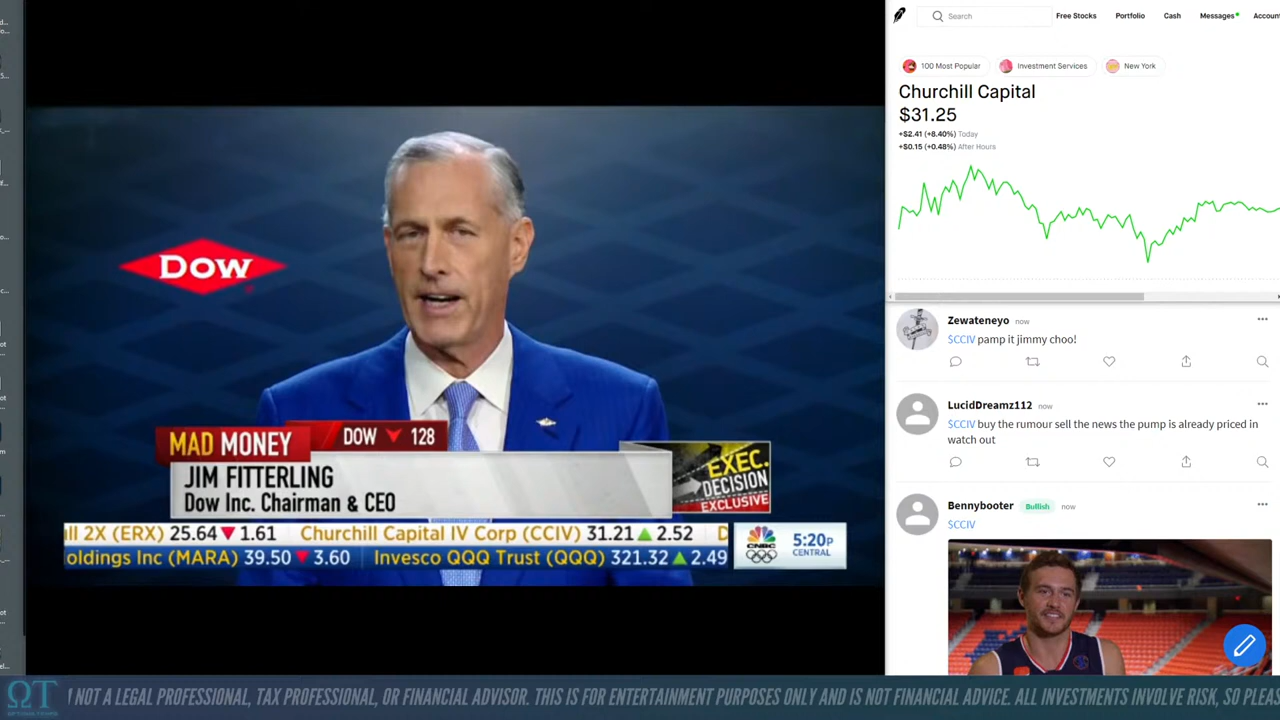 Search
Free Stocks
Portfolio
Cash
Messages
Accoun
100 Most Popular
Investment Services
New York
Churchill Capital
$31.25
+$2.41 (+8.40%) Today
+$0.15 (+0.48%) After Hours
DOW
MAD MONEY
DOW 128
JIM FITTERLING
Dow Inc. Chairman & CEO
EXEC.
DECISION
EXCLUSIVE
ill 2X (ERX) 25.64 1.61 Churchill Capital IV Corp (CCIV) 31.21 2.52 D
oldings Inc (MARA) 39.50 3.60 Invesco QQQ Trust (QQQ) 321.32 2.49
CNBC
5:20P
CENTRAL
Zewateneyo now
$CCIV pamp it jimmy choo!
LucidDreamz112 now
$CCIV buy the rumour sell the news the pump is already priced in
watch out
Bennybooter Bullish now
$CCIV
ΩT
NOT A LEGAL PROFESSIONAL, TAX PROFESSIONAL, OR FINANCIAL ADVISOR. THIS IS FOR ENTERTAINMENT PURPOSES ONLY AND IS NOT FINANCIAL ADVICE. ALL INVESTMENTS INVOLVE RISK, SO PLEAS